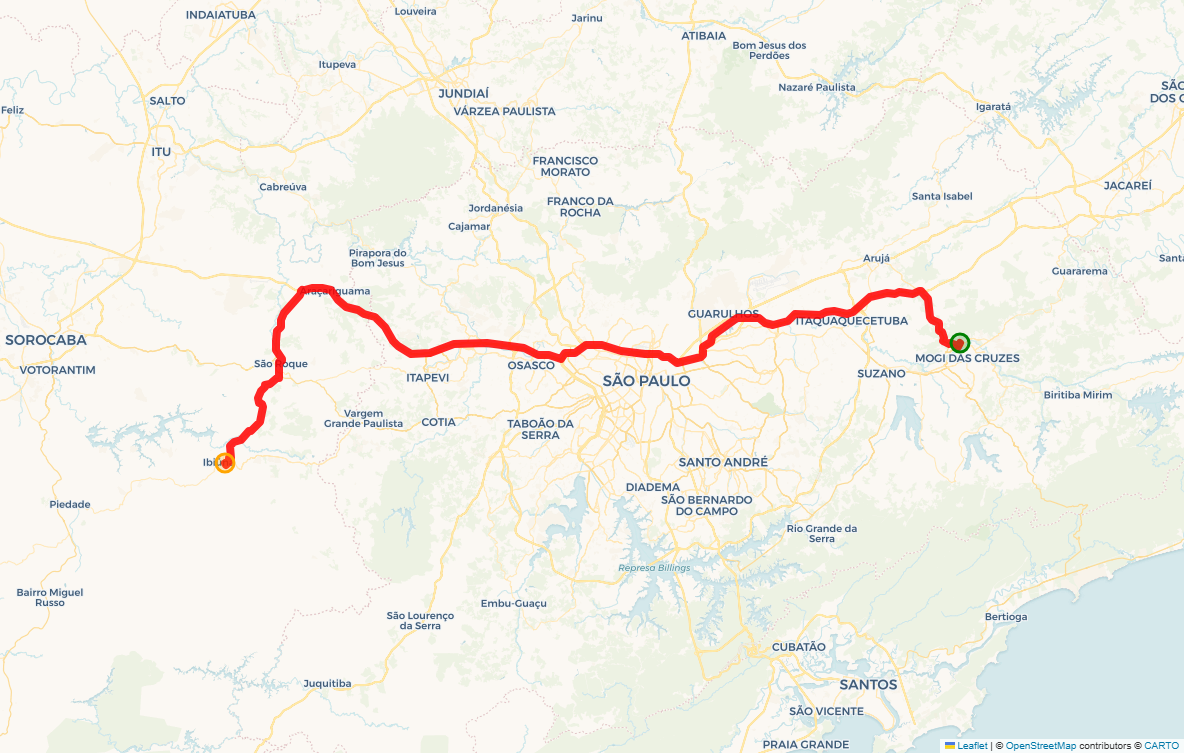 INDAIATUBA
Louveira
Jarinu
ATIBAIA
Bom Jesus dos
Perdões
Itupeva
Nazaré Paulista
SÃO
DOS
JUNDIAÍ
VÁRZEA PAULISTA
SALTO
Feliz
Igaratá
ITU
FRANCISCO
MORATO
Cabreúva
JACAREÍ
Santa Isabel
FRANCO DA
ROCHA
Jordanésia
Cajamar
Pirapora do
Bom Jesus
Arujá
Guararema
Araçariguama
GUARULHOS
ITAQUAQUECETUBA
SOROCABA
VOTORANTIM
São Roque
OSASCO
MOGI DAS CRUZES
ITAPEVI
SÃO PAULO
SUZANO
Biritiba Mirim
Vargem
Grande Paulista
COTIA
TABOÃO DA
SERRA
SANTO ANDRÉ
DIADEMA
SÃO BERNARDO
DO CAMPO
Piedade
Rio Grande da
Serra
Represa Billings
Bairro Miguel
Russo
Embu-Guaçu
São Lourenço
da Serra
Bertioga
CUBATÃO
Juquitiba
SANTOS
SÃO VICENTE
PRAIA GRANDE
Leaflet | © OpenStreetMap contributors © CARTO